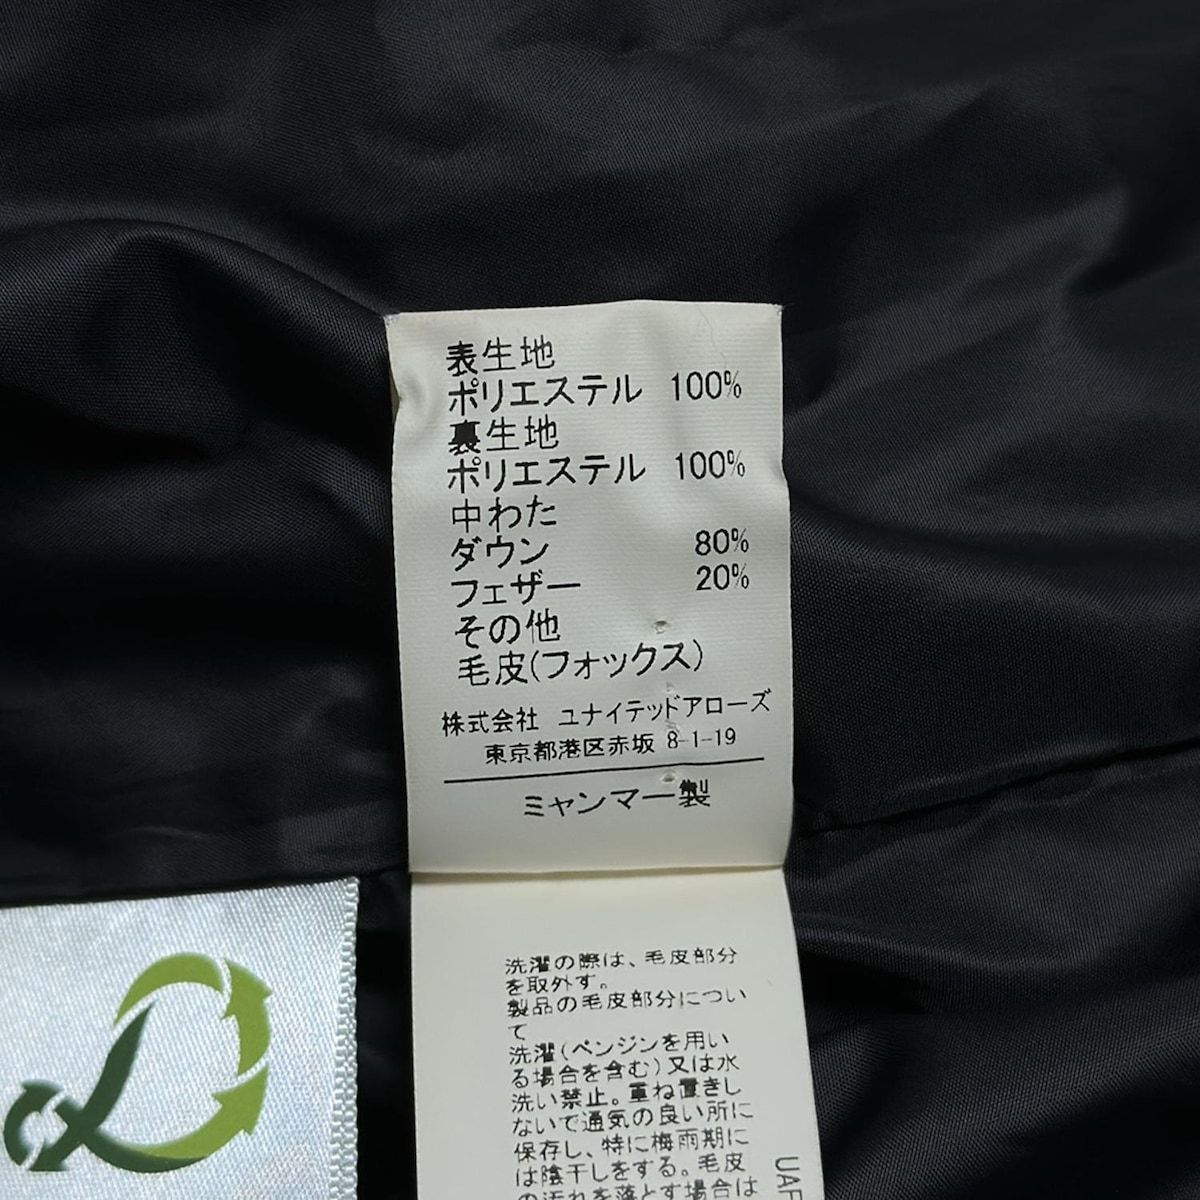 表生地
ポリエステル 100%
裏生地
ポリエステル 100%
中わた
ダウン 80%
フェザー 20%
その他
毛皮(フォックス)
株式会社 ユナイテッドアローズ
東京都港区赤坂 8-1-19
ミャンマー製
洗濯の際は、毛皮部分
を取外す。
製品の毛皮部分につい
て
洗濯(ベンジンを用い
る場合を含む)又は水
洗い禁止。重ね置きし
ないで通気の良い所に
保存し、特に梅雨期に
は陰干しをする。毛皮
の汚れを落とす場合は
UAF